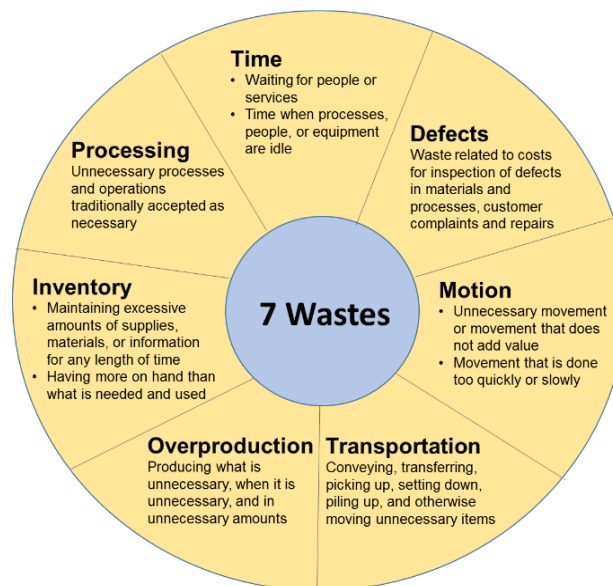 Time
• Waiting for people or
services
• Time when processes,
people, or equipment
are idle
Defects
Waste related to costs
for inspection of defects
in materials and
processes, customer
complaints and repairs
Motion
• Unnecessary movement
or movement that does
not add value
• Movement that is done
too quickly or slowly
Transportation
Conveying, transferring,
picking up, setting down,
piling up, and otherwise
moving unnecessary items
Overproduction
Producing what is
unnecessary, when it is
unnecessary, and in
unnecessary amounts
Inventory
• Maintaining excessive
amounts of supplies,
materials, or information
for any length of time
• Having more on hand than
what is needed and used
Processing
Unnecessary processes
and operations
traditionally accepted as
necessary
7 Wastes